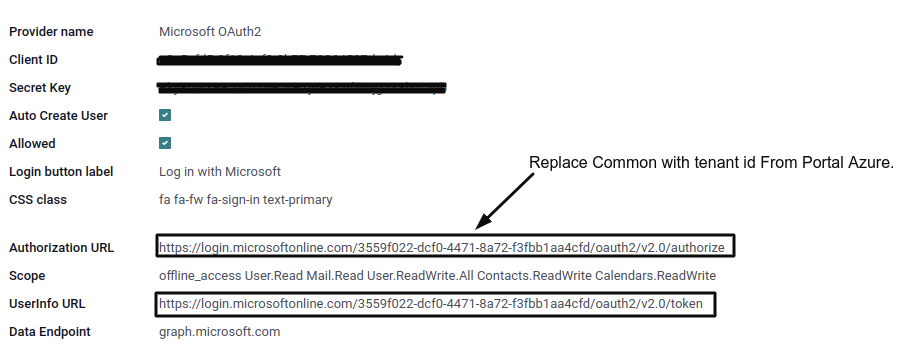 Provider name Microsoft OAuth2
Client ID
Secret Key
Auto Create User
Allowed
Replace Common with tenant id From Portal Azure.
Login button label Log in with Microsoft
CSS class fa fa-fw fa-sign-in text-primary
Authorization URL https://login.microsoftonline.com/3559f022-dcf0-4471-8a72-f3fbb1aa4cfd/oauth2/v2.0/authorize
Scope offline_access User.Read Mail.Read User.ReadWrite.All Contacts.ReadWrite Calendars.ReadWrite
UserInfo URL https://login.microsoftonline.com/3559f022-dcf0-4471-8a72-f3fbb1aa4cfd/oauth2/v2.0/token
Data Endpoint graph.microsoft.com